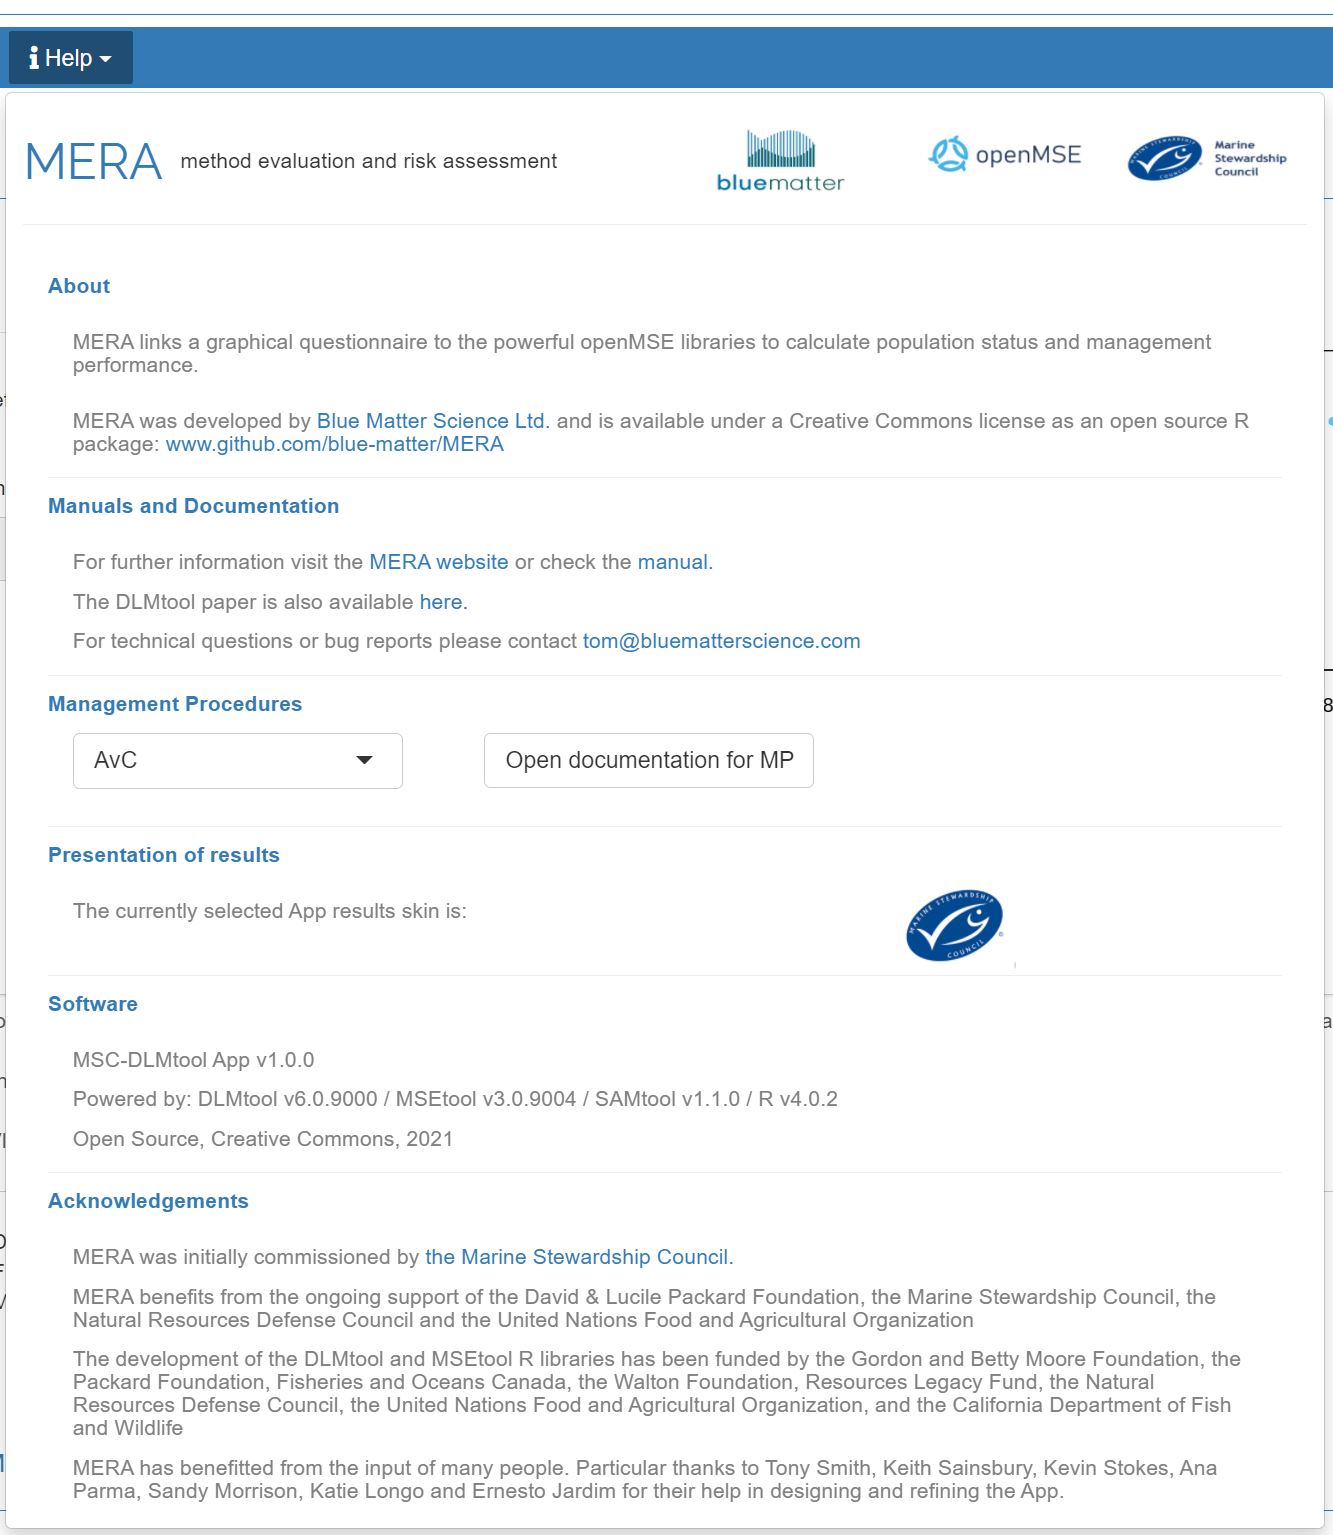 Help
MERA method evaluation and risk assessment
bluematter
openMSE
Marine
Stewardship
Council
About
MERA links a graphical questionnaire to the powerful openMSE libraries to calculate population status and management
performance.
MERA was developed by Blue Matter Science Ltd. and is available under a Creative Commons license as an open source R
package: www.github.com/blue-matter/MERA
Manuals and Documentation
For further information visit the MERA website or check the manual.
The DLMtool paper is also available here.
For technical questions or bug reports please contact tom@bluematterscience.com
Management Procedures
AvC
Open documentation for MP
Presentation of results
The currently selected App results skin is:
MARINE STEWARDSHIP
COUNCIL
Software
MSC-DLMtool App v1.0.0
Powered by: DLMtool v6.0.9000 / MSEtool v3.0.9004 / SAMtool v1.1.0 / R v4.0.2
Open Source, Creative Commons, 2021
Acknowledgements
MERA was initially commissioned by the Marine Stewardship Council.
MERA benefits from the ongoing support of the David & Lucile Packard Foundation, the Marine Stewardship Council, the
Natural Resources Defense Council and the United Nations Food and Agricultural Organization
The development of the DLMtool and MSEtool R libraries has been funded by the Gordon and Betty Moore Foundation, the
Packard Foundation, Fisheries and Oceans Canada, the Walton Foundation, Resources Legacy Fund, the Natural
Resources Defense Council, the United Nations Food and Agricultural Organization, and the California Department of Fish
and Wildlife
MERA has benefitted from the input of many people. Particular thanks to Tony Smith, Keith Sainsbury, Kevin Stokes, Ana
Parma, Sandy Morrison, Katie Longo and Ernesto Jardim for their help in designing and refining the App.